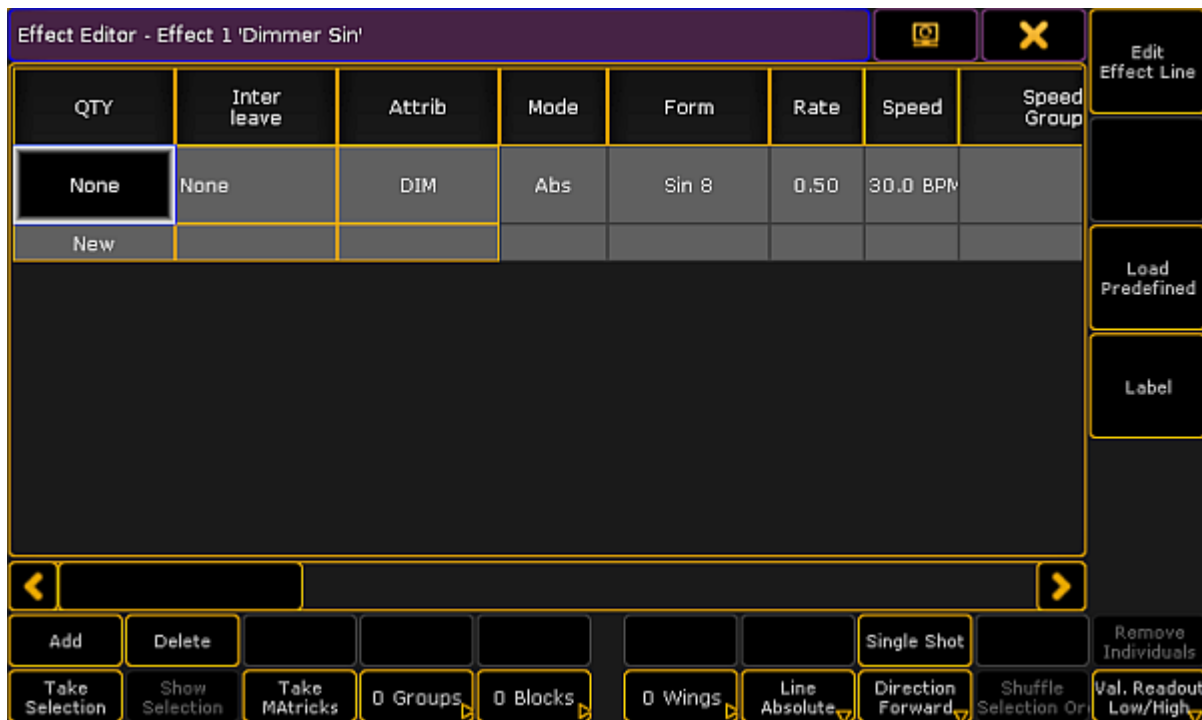 Effect Editor - Effect 1 'Dimmer Sin'
Edit
Effect Line
QTY Inter leave Attrib Mode Form Rate Speed Speed Group
None None DIM Abs Sin 8 0.50 30.0 BPM
New
Load
Predefined
Label
Add Delete Single Shot Remove Individuals
Take Selection Show Selection Take MAtricks 0 Groups 0 Blocks 0 Wings Line Absolute Direction Forward Shuffle Selection Or Val. Readout Low/High